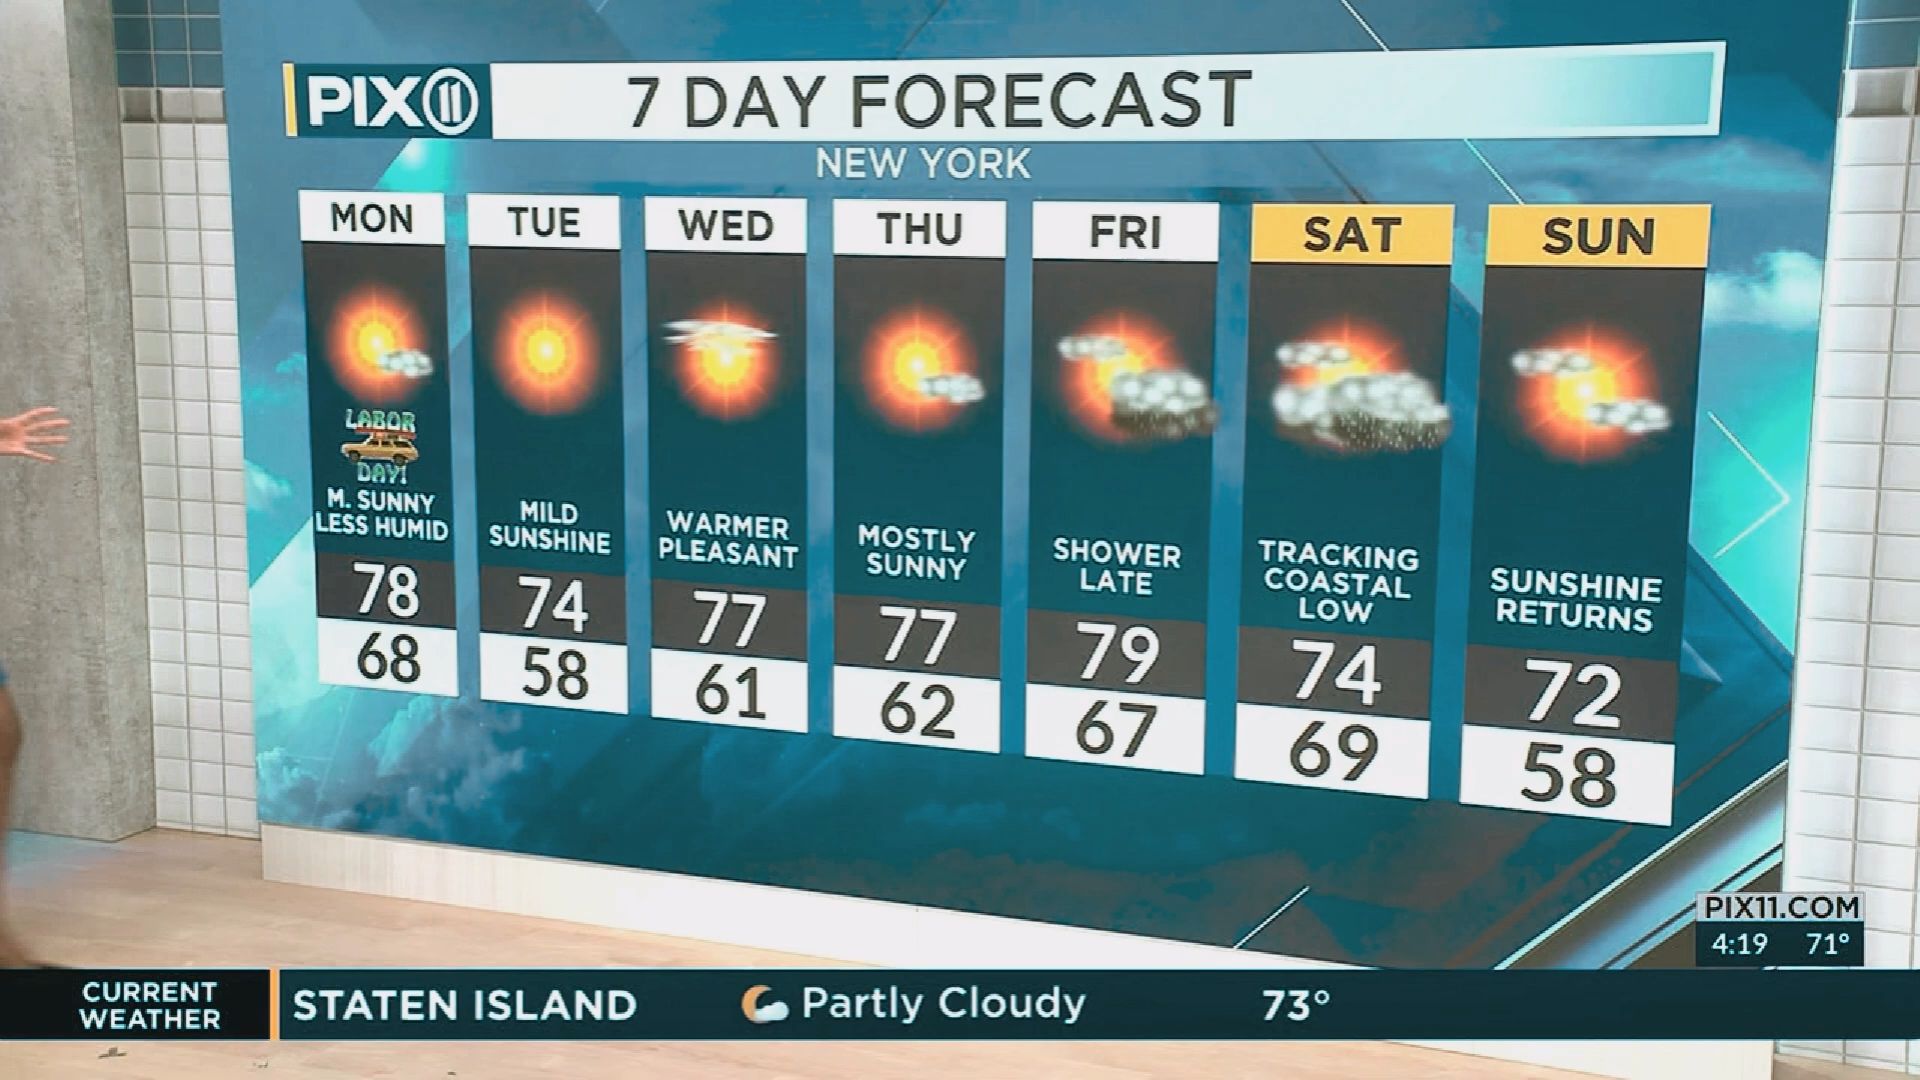 PIX 11
7 DAY FORECAST
NEW YORK
MON
TUE
WED
THU
FRI
SAT
SUN
LABOR
DAY!
M. SUNNY
LESS HUMID
MILD
SUNSHINE
WARMER
PLEASANT
MOSTLY
SUNNY
SHOWER
LATE
TRACKING
COASTAL
LOW
SUNSHINE
RETURNS
78
74
77
77
79
74
72
68
58
61
62
67
69
58
PIX11.COM
4:19 71°
CURRENT
WEATHER
STATEN ISLAND Partly Cloudy 73°